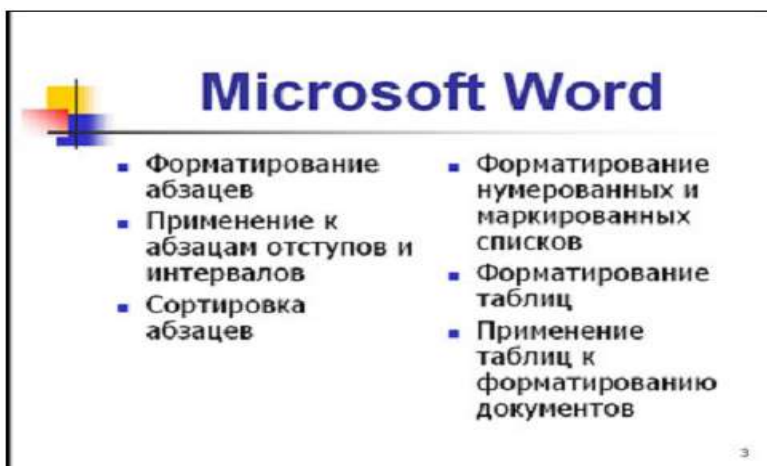 Microsoft Word
Форматирование
абзацев
Применение к
абзацам отступов и
интервалов
Сортировка
абзацев
Форматирование
нумерованных и
маркированных
списков
Форматирование
таблиц
Применение
таблиц к
форматированию
документов
3